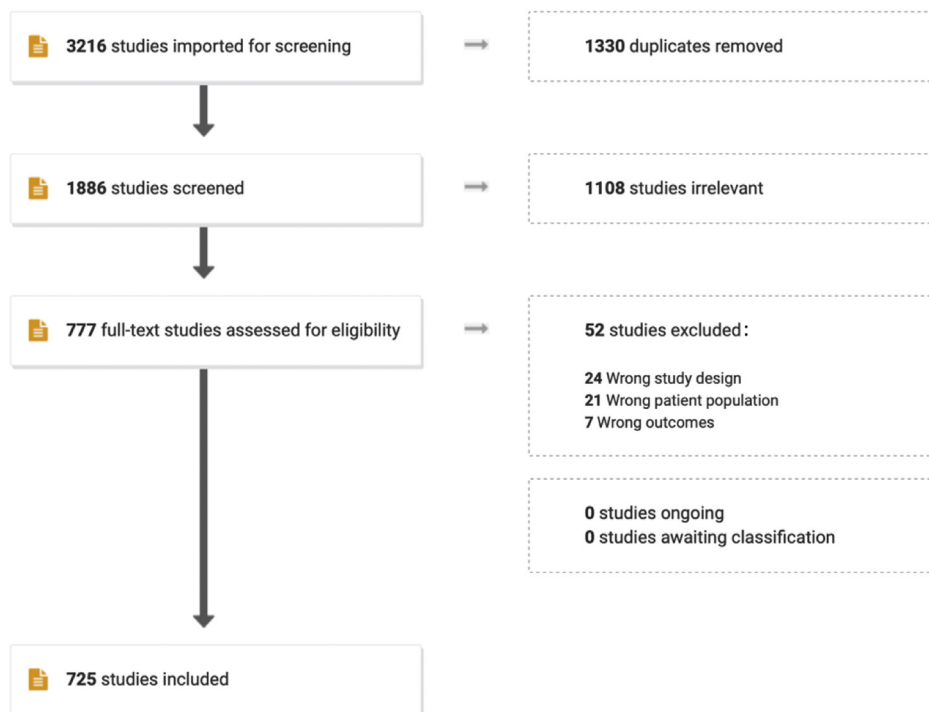 3216 studies imported for screening
1330 duplicates removed
1886 studies screened
1108 studies irrelevant
777 full-text studies assessed for eligibility
52 studies excluded:
24 Wrong study design
21 Wrong patient population
7 Wrong outcomes
0 studies ongoing
0 studies awaiting classification
725 studies included